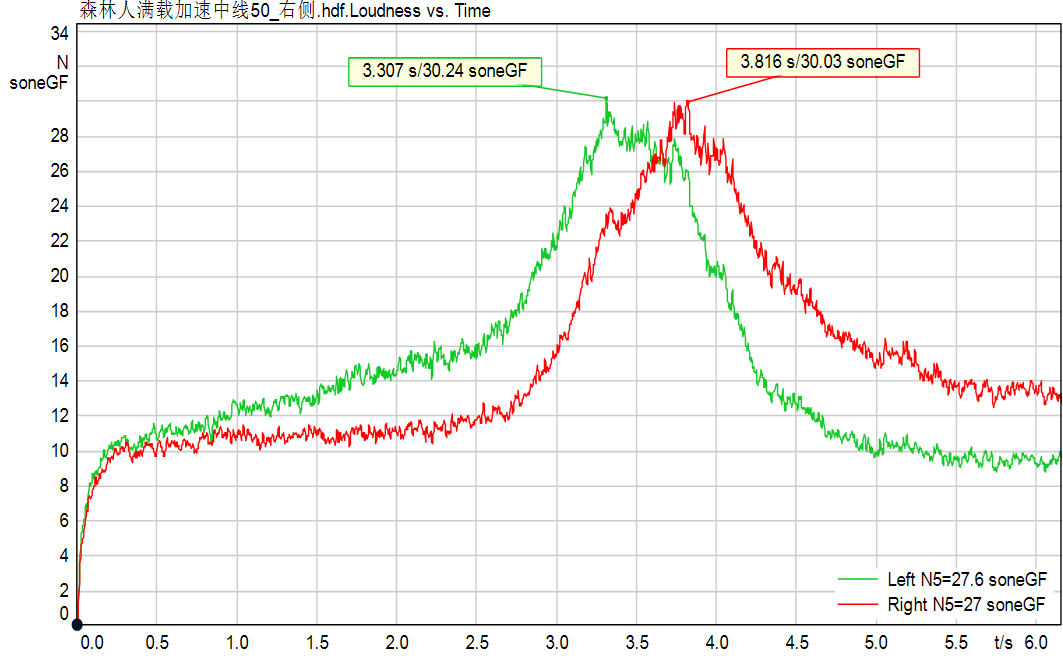 森林人满载加速中线50_右侧.hdf.Loudness vs. Time
34
N
soneGF
28
26
24
22
20
18
16
14
12
10
8
6
4
2
0
3.307 s/30.24 soneGF
3.816 s/30.03 soneGF
Left N5=27.6 soneGF
Right N5=27 soneGF
0.0 0.5 1.0 1.5 2.0 2.5 3.0 3.5 4.0 4.5 5.0 5.5 t/s 6.0